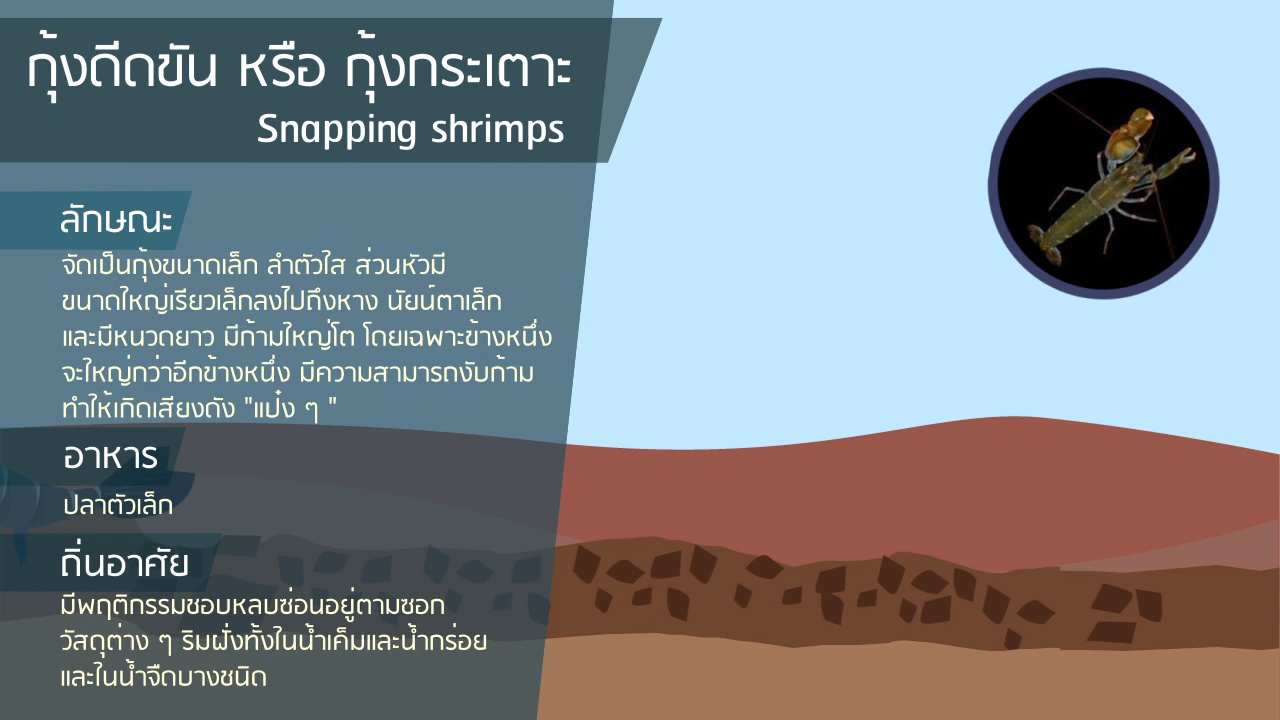 กุ้งดีดขัน หรือ กุ้งกระเตาะ
Snapping shrimps
ลักษณะ
จัดเป็นกุ้งขนาดเล็ก ลำตัวใส ส่วนหัวมี
ขนาดใหญ่เรียวเล็กลงไปถึงหาง นัยน์ตาเล็ก
และมีหนวดยาว มีก้ามใหญ่โต โดยเฉพาะข้างหนึ่ง
จะใหญ่กว่าอีกข้างหนึ่ง มีความสามารถงับก้าม
ทำให้เกิดเสียงดัง "แป๋ง ๆ "
อาหาร
ปลาตัวเล็ก
ถิ่นอาศัย
มีพฤติกรรมชอบหลบซ่อนอยู่ตามซอก
วัสดุต่าง ๆ ริมฝั่งทั้งในน้ำเค็มและน้ำกร่อย
และในน้ำจืดบางชนิด